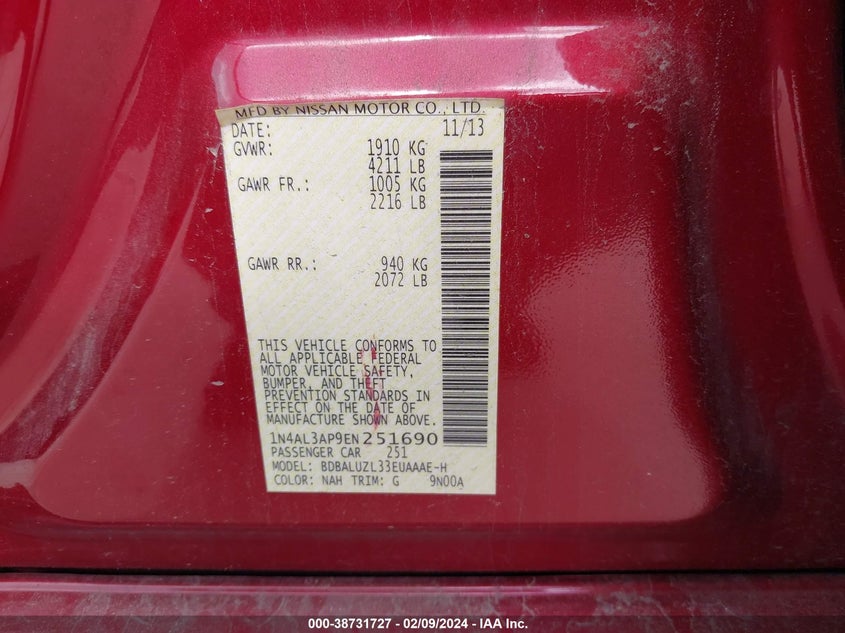 MFD BY NISSAN MOTOR CO., LTD.
DATE: 11/13
GVWR: 1910 KG
4211 LB
GAWR FR.: 1005 KG
2216 LB
GAWR RR.: 940 KG
2072 LB
THIS VEHICLE CONFORMS TO
ALL APPLICABLE FEDERAL
MOTOR VEHICLE SAFETY,
BUMPER, AND THEFT
PREVENTION STANDARDS IN
EFFECT ON THE DATE OF
MANUFACTURE SHOWN ABOVE.
1N4AL3AP9EN251690
PASSENGER CAR 251
MODEL: BDBALUZL33EUAAAE-H
COLOR: NAH TRIM: G 9N00A
000-38731727 - 02/09/2024 - IAA Inc.